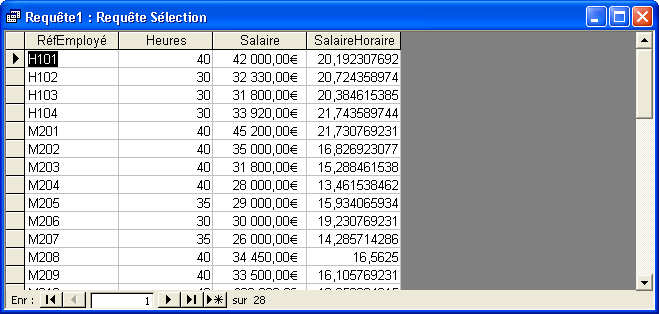 Requête1 : Requête Sélection
RéfEmployé Heures Salaire SalaireHoraire
H101 40 42 000,00€ 20,192307692
H102 30 32 330,00€ 20,724358974
H103 30 31 800,00€ 20,384615385
H104 30 33 920,00€ 21,743589744
M201 40 45 200,00€ 21,730769231
M202 40 35 000,00€ 16,826923077
M203 40 31 800,00€ 15,288461538
M204 40 28 000,00€ 13,461538462
M205 35 29 000,00€ 15,934065934
M206 30 30 000,00€ 19,230769231
M207 35 26 000,00€ 14,285714286
M208 40 34 450,00€ 16,5625
M209 40 33 500,00€ 16,105769231
Enr : 1 sur 28